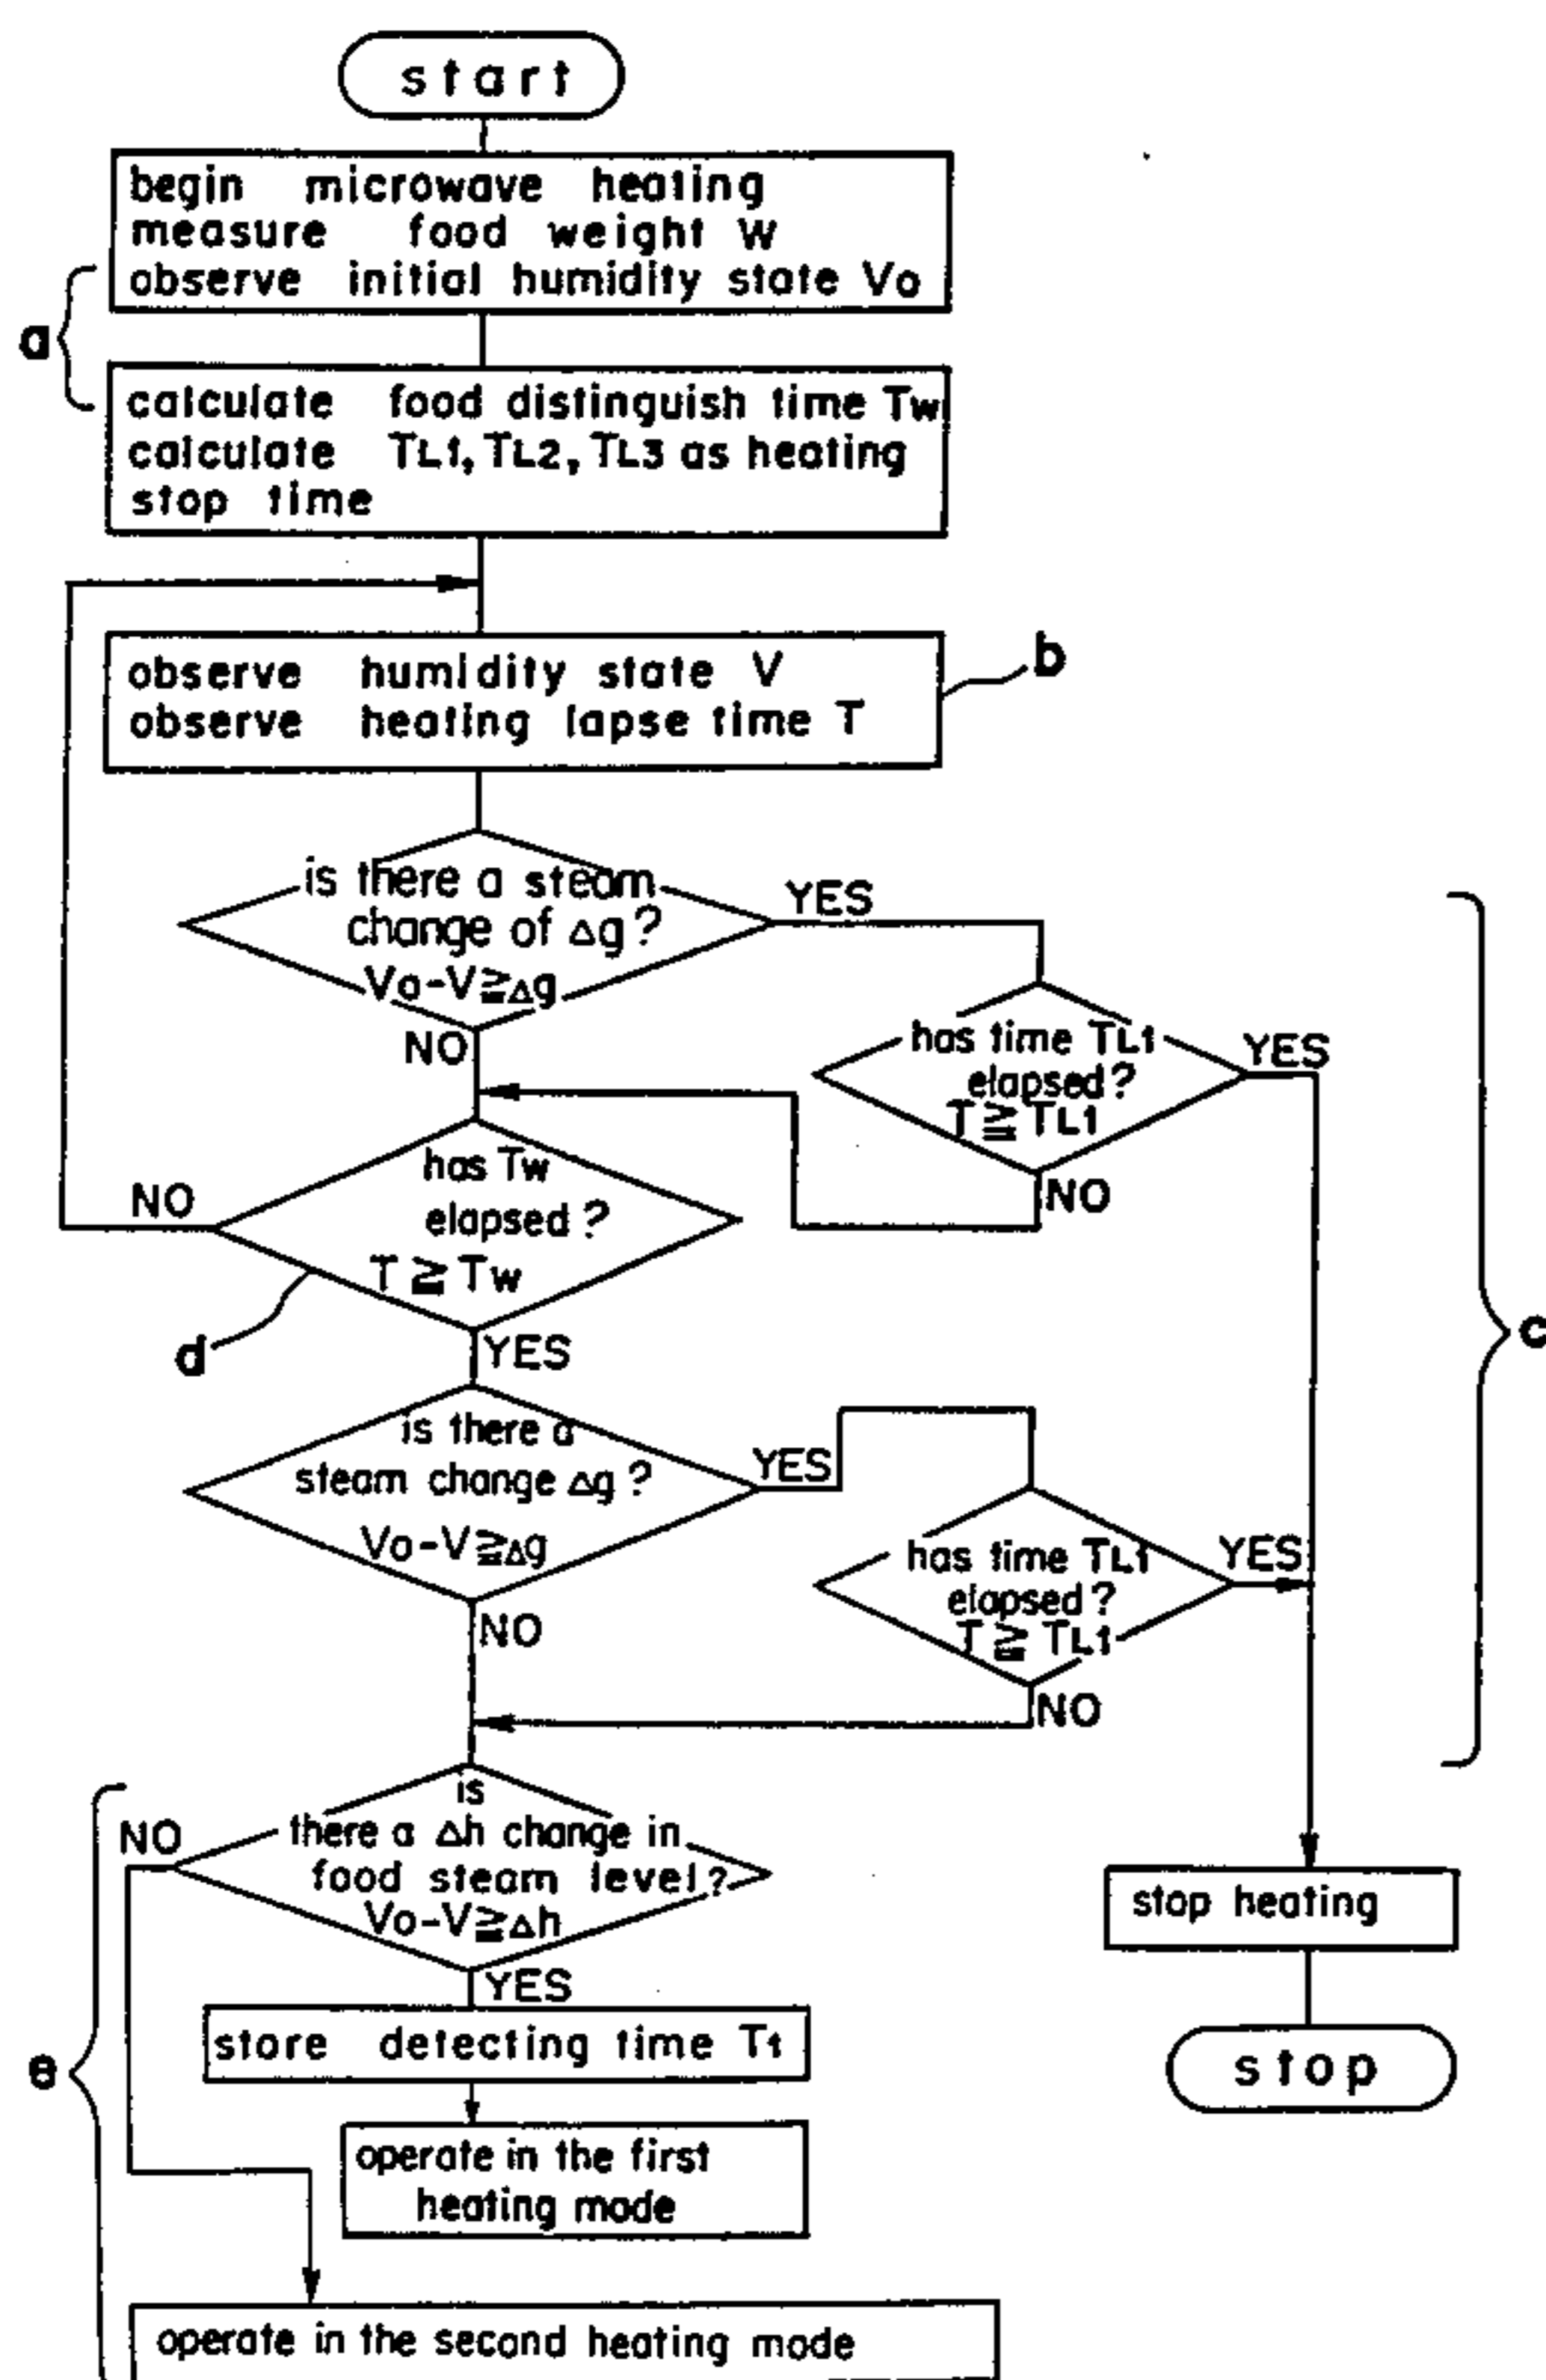 start
begin microwave heating
measure food weight W
observe initial humidity state Vo
a
calculate food distinguish time Tw
calculate TL1, TL2, TL3 as heating
stop time
observe humidity state V
observe heating lapse time T
b
is there a steam
change of Δg?
Vo-V≧Δg
YES
NO
has time TL1
elapsed?
T≧TL1
YES
NO
has Tw
elapsed?
T≧Tw
NO
YES
d
c
is there a
steam change Δg?
Vo-V≧Δg
YES
NO
has time TL1
elapsed?
T≧TL1
YES
NO
is
there a Δh change in
food steam level?
Vo-V≧Δh
NO
YES
e
store detecting time T1
operate in the first
heating mode
operate in the second heating mode
stop heating
stop